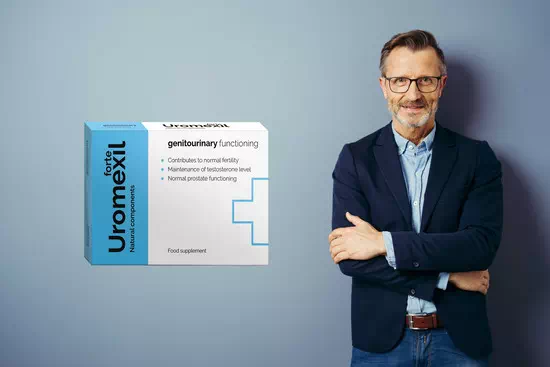 Uromexil
forte
Uromexil
Natural components
genitourinary functioning
Contributes to normal fertility
Maintenance of testosterone level
Normal prostate functioning
Food supplement